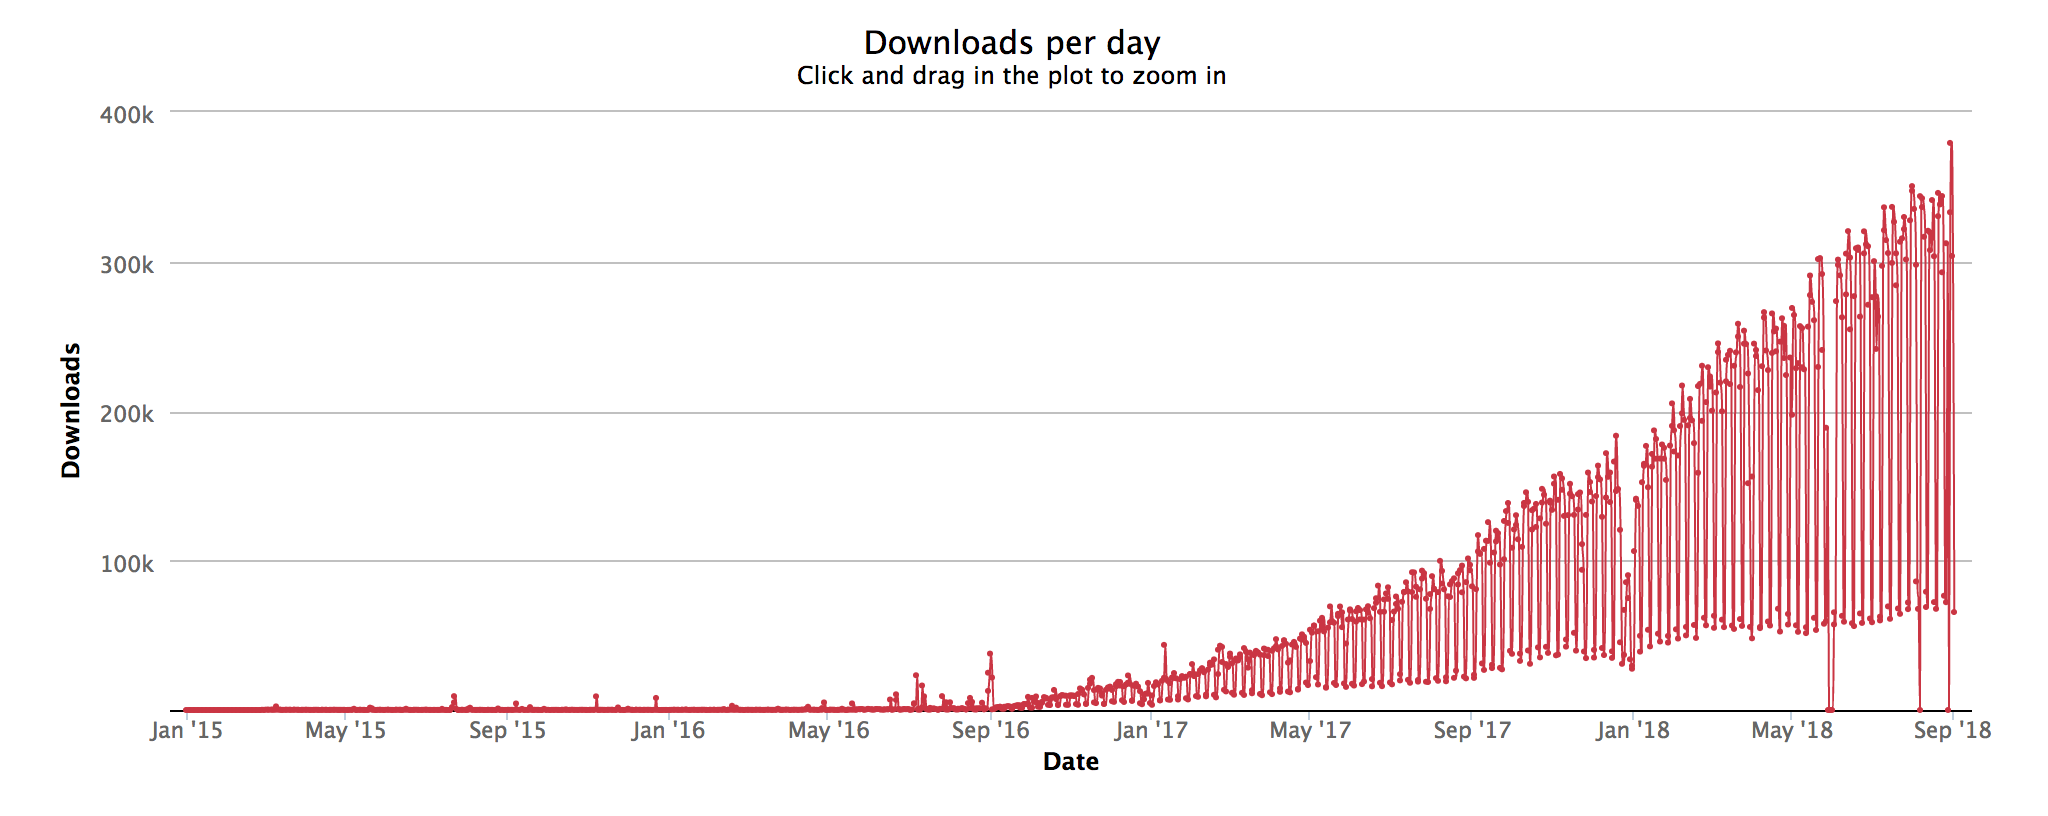 Downloads per day
Click and drag in the plot to zoom in
400k
300k
200k
100k
Downloads
Jan '15 May '15 Sep '15 Jan '16 May '16 Sep '16 Jan '17 May '17 Sep '17 Jan '18 May '18 Sep '18
Date